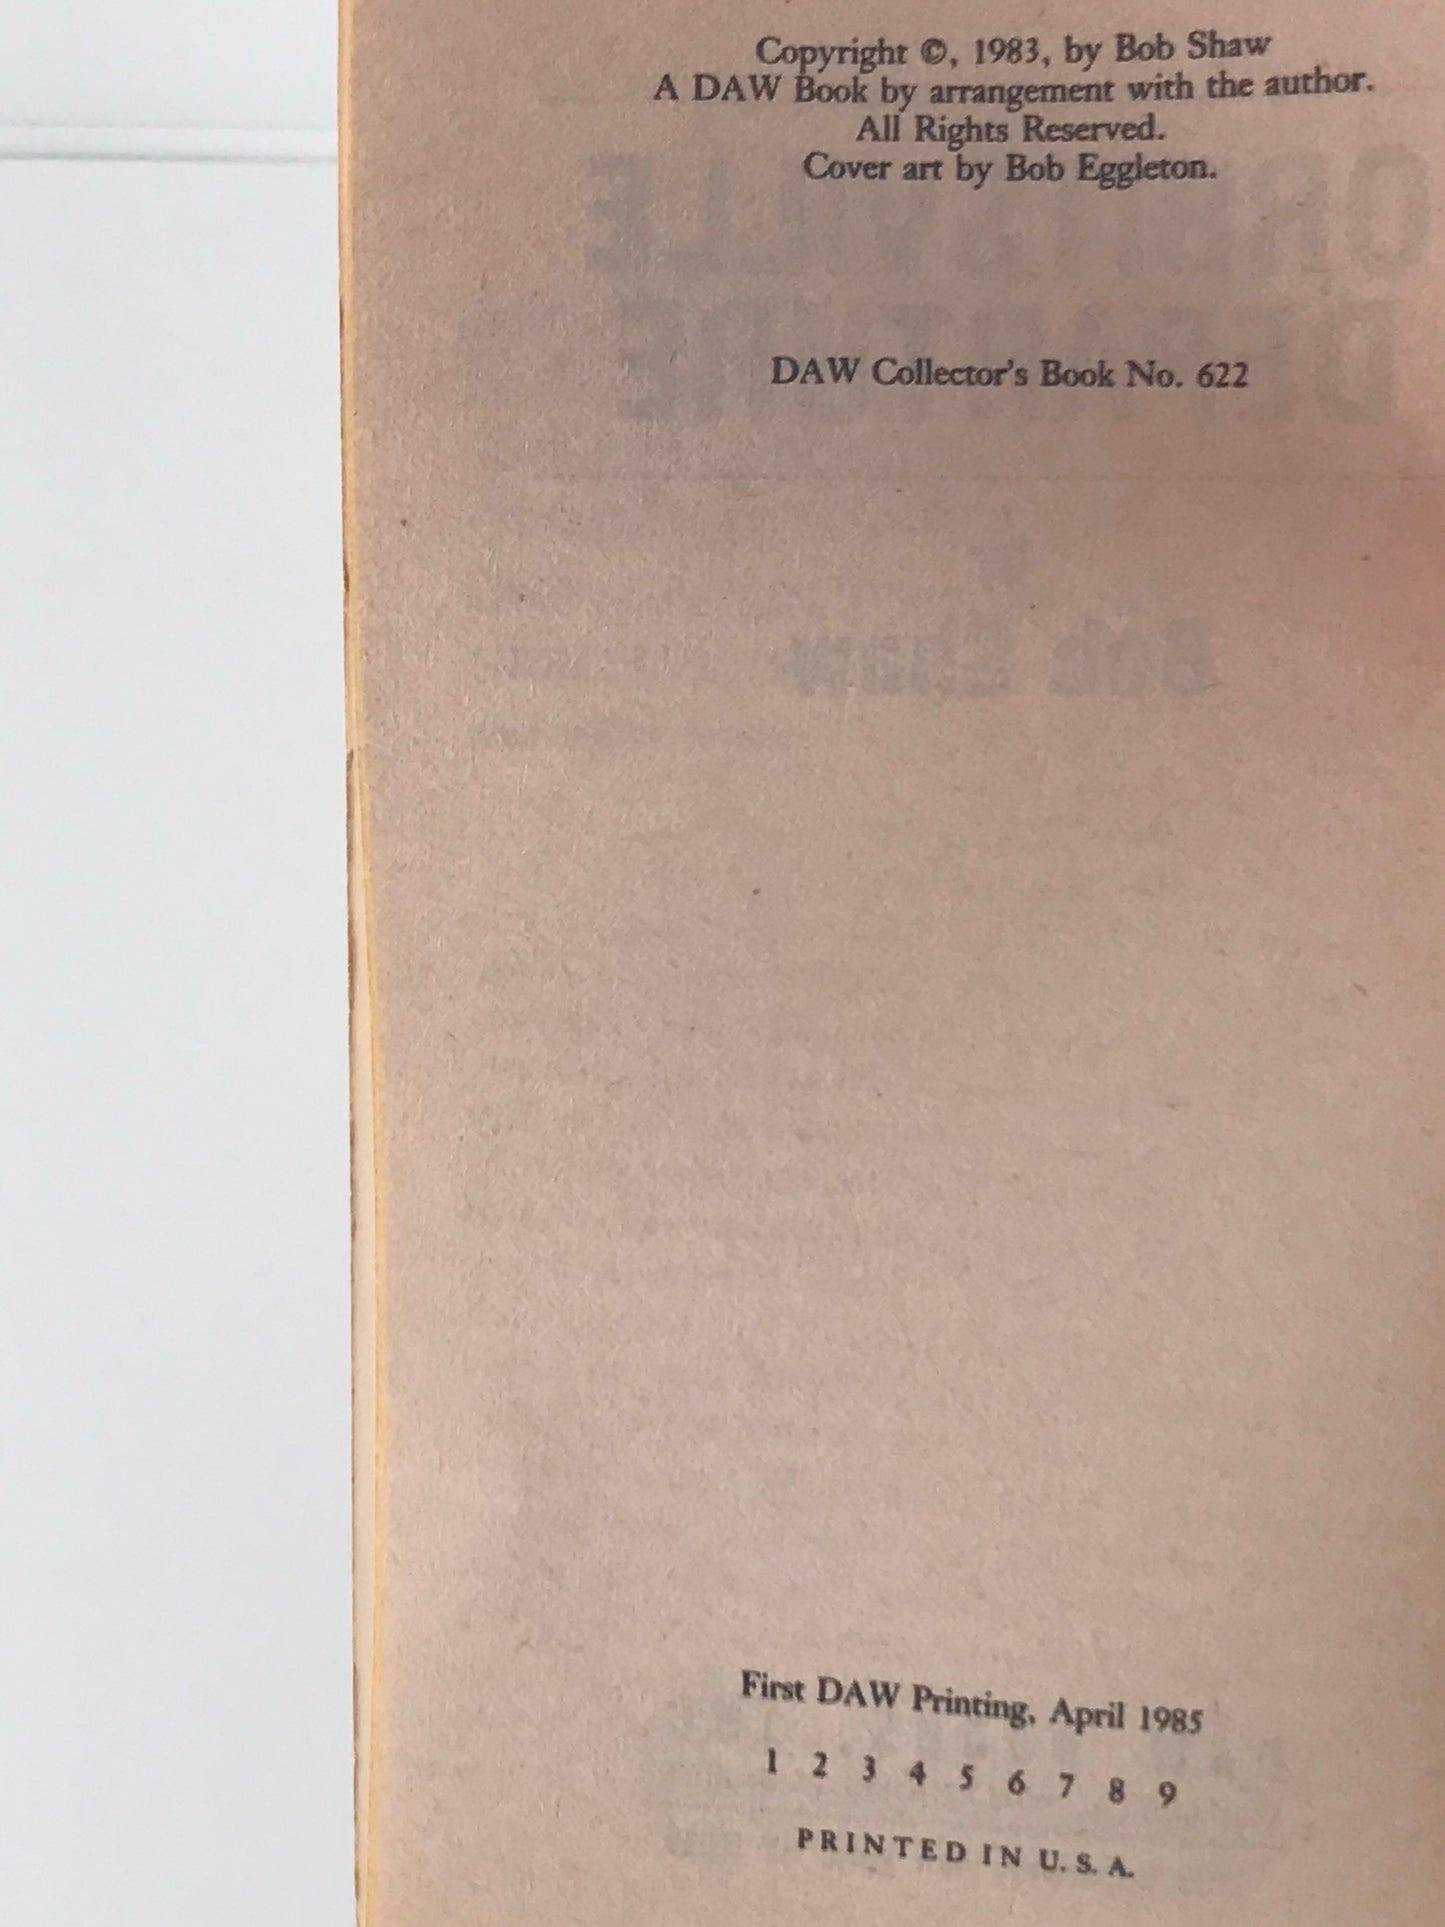 Copyright ©, 1983, by Bob Shaw
A DAW Book by arrangement with the author.
All Rights Reserved.
Cover art by Bob Eggleton.
DAW Collector's Book No. 622
Bob Shaw
First DAW Printing, April 1985
1 2 3 4 5 6 7 8 9
PRINTED IN U. S. A.